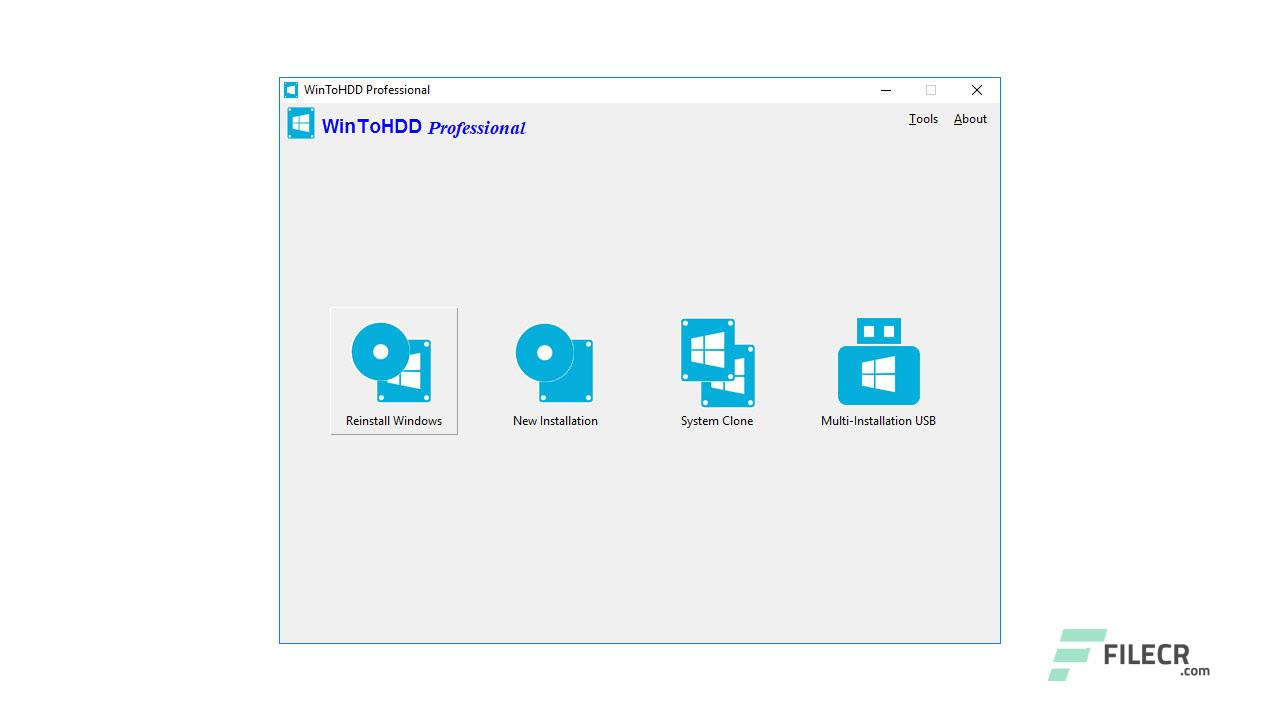 WinToHDD Professional
WinToHDD Professional
Tools About
Reinstall Windows
New Installation
System Clone
Multi-Installation USB
FILECR
.com